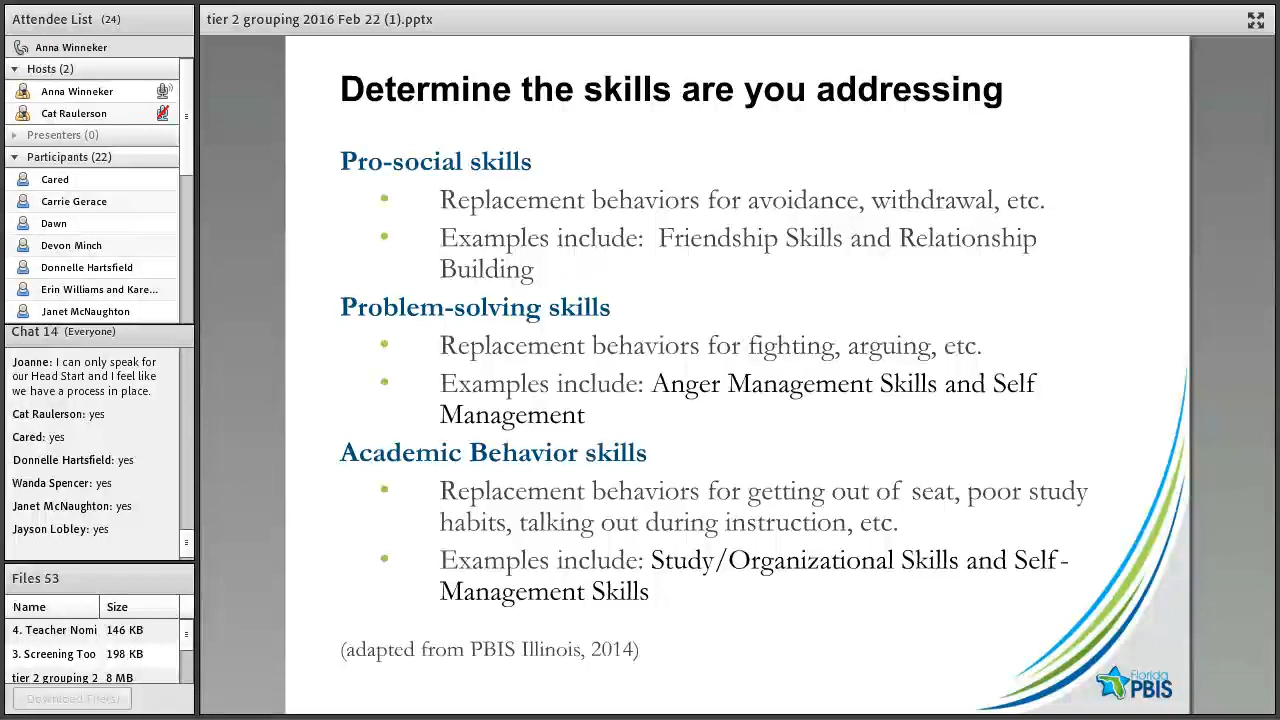 Attendee List (24)
Anna Winneker
Hosts (2)
Anna Winneker
Cat Raulerson
Presenters (0)
Participants (22)
Cared
Carrie Gerace
Dawn
Devon Minch
Donnelle Hartsfield
Erin Williams and Kare...
Janet McNaughton
Chat 14 (Everyone)
Joanne: I can only speak for
our Head Start and I feel like
we have a process in place.
Cat Raulerson: yes
Cared: yes
Donnelle Hartsfield: yes
Wanda Spencer: yes
Janet McNaughton: yes
Jayson Lobley: yes
Files 53
Name Size
4. Teacher Nomi 146 KB
3. Screening Too 198 KB
tier 2 grouping 2 8 MB
Download File(s)
tier 2 grouping 2016 Feb 22 (1).pptx
Determine the skills are you addressing
Pro-social skills
• Replacement behaviors for avoidance, withdrawal, etc.
• Examples include: Friendship Skills and Relationship
Building
Problem-solving skills
• Replacement behaviors for fighting, arguing, etc.
• Examples include: Anger Management Skills and Self
Management
Academic Behavior skills
• Replacement behaviors for getting out of seat, poor study
habits, talking out during instruction, etc.
• Examples include: Study/Organizational Skills and Self-
Management Skills
(adapted from PBIS Illinois, 2014)
Florida
PBIS